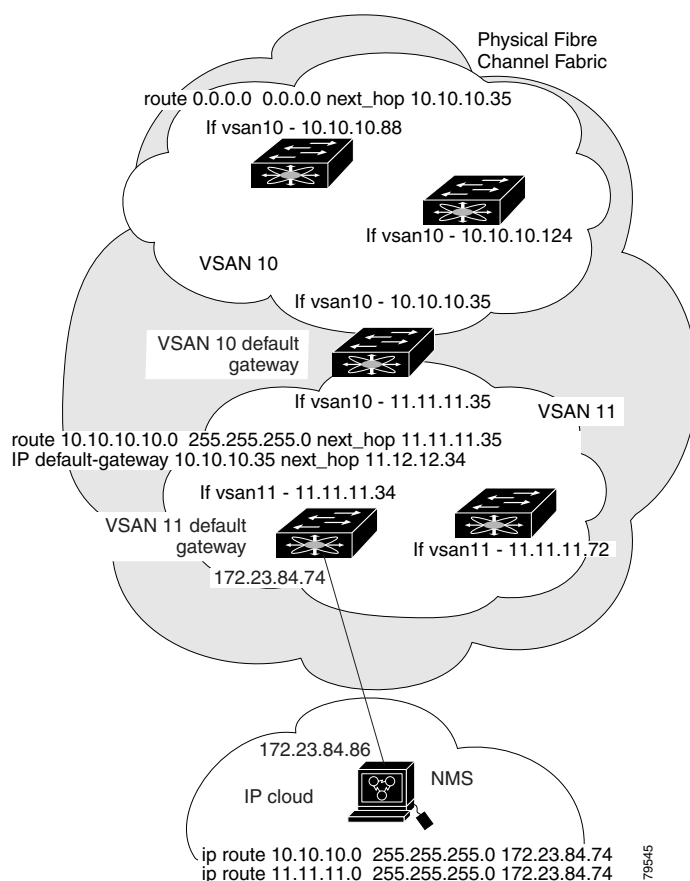 Physical Fibre
Channel Fabric
route 0.0.0.0 0.0.0.0 next_hop 10.10.10.35
If vsan10 - 10.10.10.88
If vsan10 - 10.10.10.124
VSAN 10
If vsan10 - 10.10.10.35
VSAN 10 default
gateway
If vsan10 - 11.11.11.35
VSAN 11
route 10.10.10.10.0 255.255.255.0 next_hop 11.11.11.35
IP default-gateway 10.10.10.35 next_hop 11.12.12.34
If vsan11 - 11.11.11.34
VSAN 11 default
gateway
If vsan11 - 11.11.11.72
172.23.84.74
172.23.84.86
NMS
IP cloud
ip route 10.10.10.0 255.255.255.0 172.23.84.74
ip route 11.11.11.0 255.255.255.0 172.23.84.74
79545